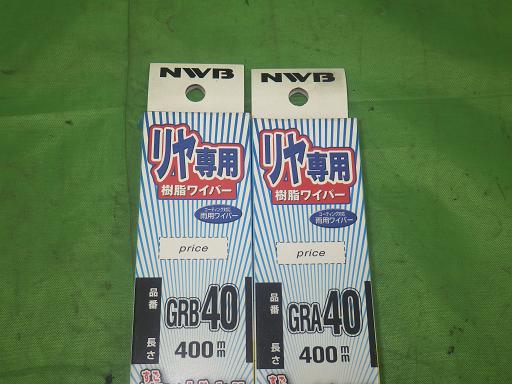 NWB
リヤ専用
樹脂ワイパー
コーティング対応
雨用ワイパー
price
品番
GRB40
長さ
400mm
NWB
リヤ専用
樹脂ワイパー
コーティング対応
雨用ワイパー
price
品番
GRA40
長さ
400mm